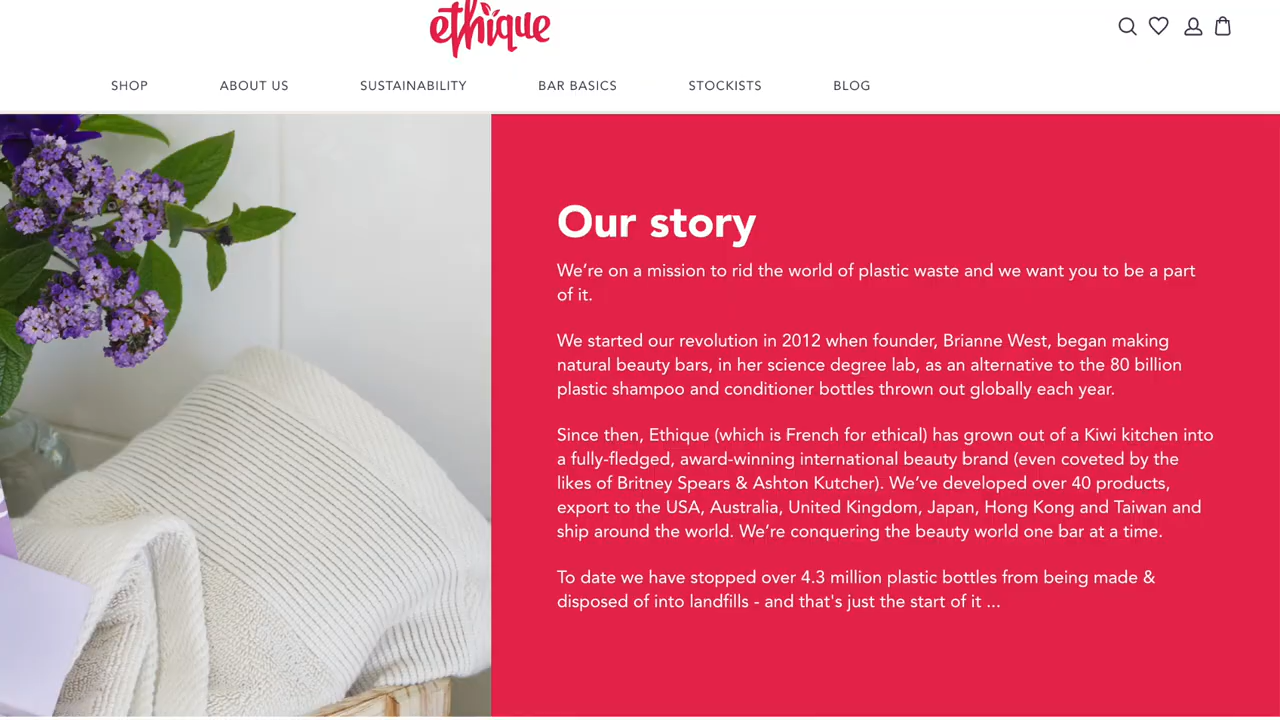 ethique
SHOP ABOUT US SUSTAINABILITY BAR BASICS STOCKISTS BLOG
Our story
We’re on a mission to rid the world of plastic waste and we want you to be a part
of it.
We started our revolution in 2012 when founder, Brianne West, began making
natural beauty bars, in her science degree lab, as an alternative to the 80 billion
plastic shampoo and conditioner bottles thrown out globally each year.
Since then, Ethique (which is French for ethical) has grown out of a Kiwi kitchen into
a fully-fledged, award-winning international beauty brand (even coveted by the
likes of Britney Spears & Ashton Kutcher). We’ve developed over 40 products,
export to the USA, Australia, United Kingdom, Japan, Hong Kong and Taiwan and
ship around the world. We’re conquering the beauty world one bar at a time.
To date we have stopped over 4.3 million plastic bottles from being made &
disposed of into landfills - and that's just the start of it ...